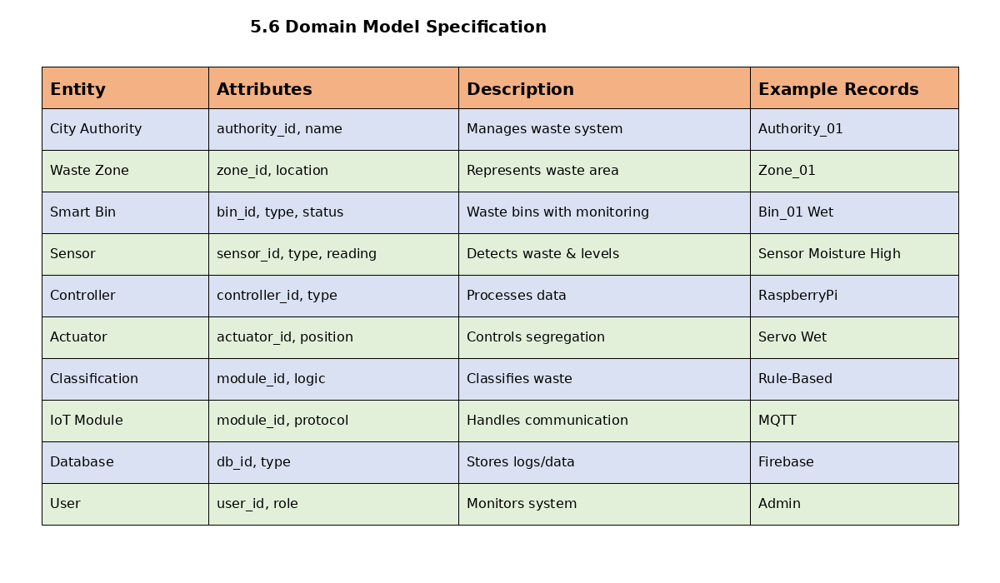 5.6 Domain Model Specification
Entity Attributes Description Example Records
City Authority authority_id, name Manages waste system Authority_01
Waste Zone zone_id, location Represents waste area Zone_01
Smart Bin bin_id, type, status Waste bins with monitoring Bin_01 Wet
Sensor sensor_id, type, reading Detects waste & levels Sensor Moisture High
Controller controller_id, type Processes data RaspberryPi
Actuator actuator_id, position Controls segregation Servo Wet
Classification module_id, logic Classifies waste Rule-Based
IoT Module module_id, protocol Handles communication MQTT
Database db_id, type Stores logs/data Firebase
User user_id, role Monitors system Admin